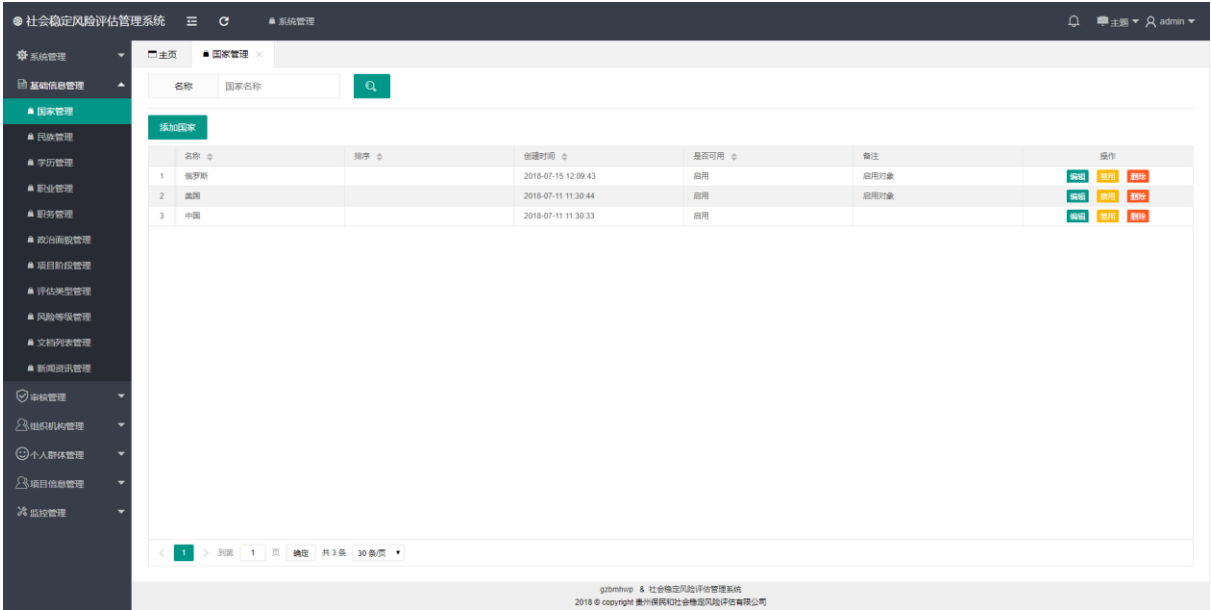 社会稳定风险评估管理系统 系统管理 主题 admin
系统管理
基础信息管理
国家管理
民族管理
学历管理
职业管理
职务管理
政治面貌管理
项目阶段管理
评估类型管理
风险等级管理
文档列表管理
新闻资讯管理
审核管理
组织机构管理
个人群体管理
项目信息管理
监控管理
主页 国家管理
名称 国家名称
添加国家
名称 排序 创建时间 是否可用 备注 操作
1 俄罗斯 2018-07-15 12:09:43 启用 启用对象 编辑 禁用 删除
2 美国 2018-07-11 11:30:44 启用 启用对象 编辑 禁用 删除
3 中国 2018-07-11 11:30:33 启用 编辑 禁用 删除
1 到第 1 页 确定 共 3 条 30 条/页
gzbmhwp & 社会稳定风险评估管理系统
2018 © copyright 贵州保民和社会稳定风险评估有限公司